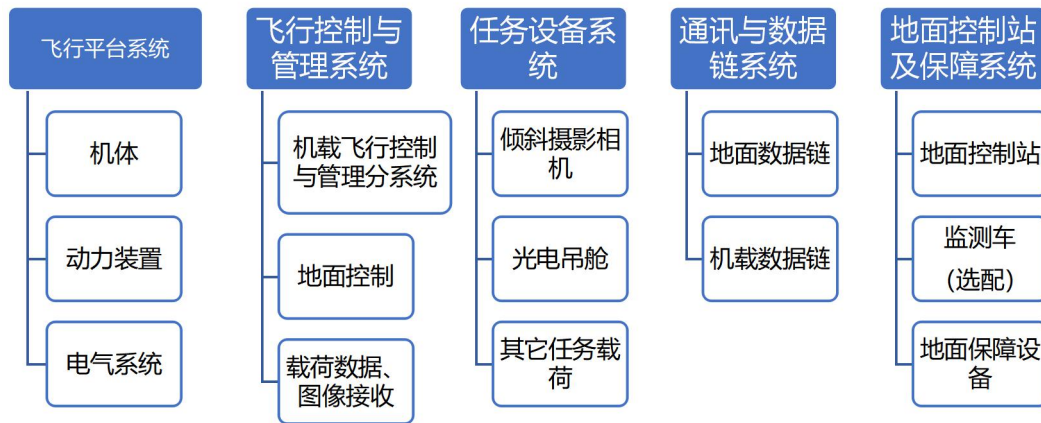 飞行平台系统
机体
动力装置
电气系统
飞行控制与
管理系统
机载飞行控制
与管理分系统
地面控制
载荷数据、
图像接收
任务设备系
统
倾斜摄影相
机
光电吊舱
其它任务载
荷
通讯与数据
链系统
地面数据链
机载数据链
地面控制站
及保障系统
地面控制站
监测车
（选配）
地面保障设
备